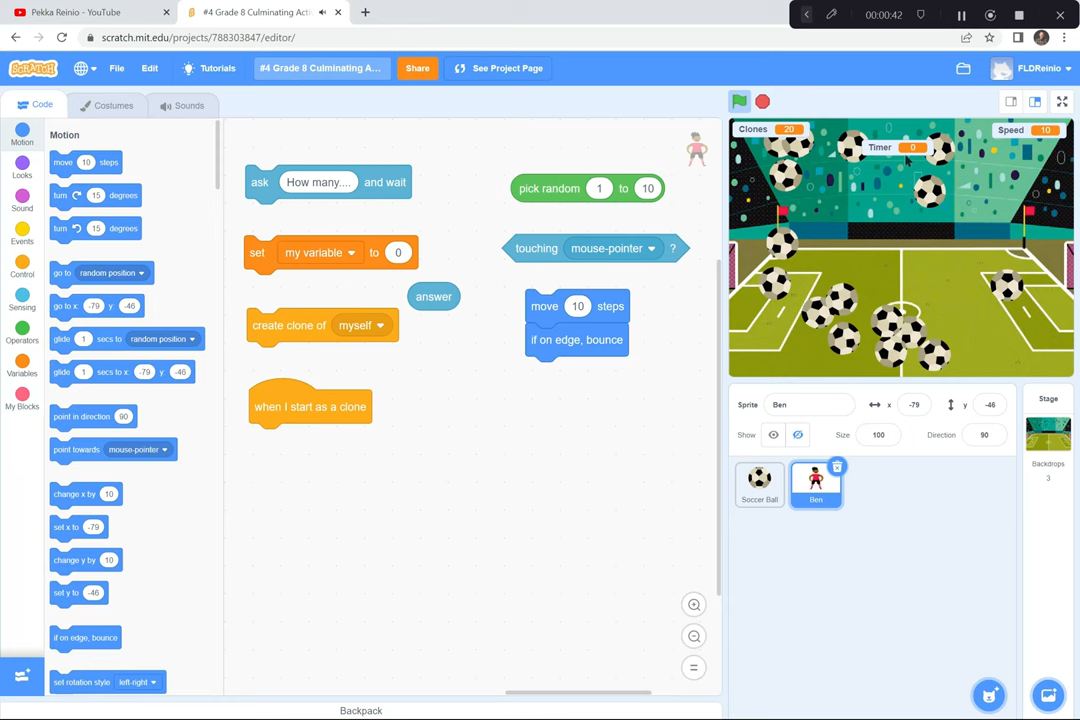 Pekka Reinio - YouTube
#4 Grade 8 Culminating Acti
00:00:42
scratch.mit.edu/projects/788303847/editor/
SCRATCH
File
Edit
Tutorials
#4 Grade 8 Culminating A...
Share
See Project Page
FLDReinio
Code
Costumes
Sounds
Motion
Looks
Sound
Events
Control
Sensing
Operators
Variables
My Blocks
Motion
move 10 steps
turn 15 degrees
turn 15 degrees
go to random position
go to x: -79 y: -46
glide 1 secs to random position
glide 1 secs to x: -79 y: -46
point in direction 90
point towards mouse-pointer
change x by 10
set x to -79
change y by 10
set y to -46
if on edge, bounce
set rotation style left-right
ask How many.... and wait
set my variable to 0
answer
create clone of myself
when I start as a clone
pick random 1 to 10
touching mouse-pointer ?
move 10 steps
if on edge, bounce
=
Backpack
Clones 20
Timer 0
Speed 10
Sprite Ben x -79 y -46
Show Size 100 Direction 90
Soccer Ball
Ben
Stage
Backdrops
3